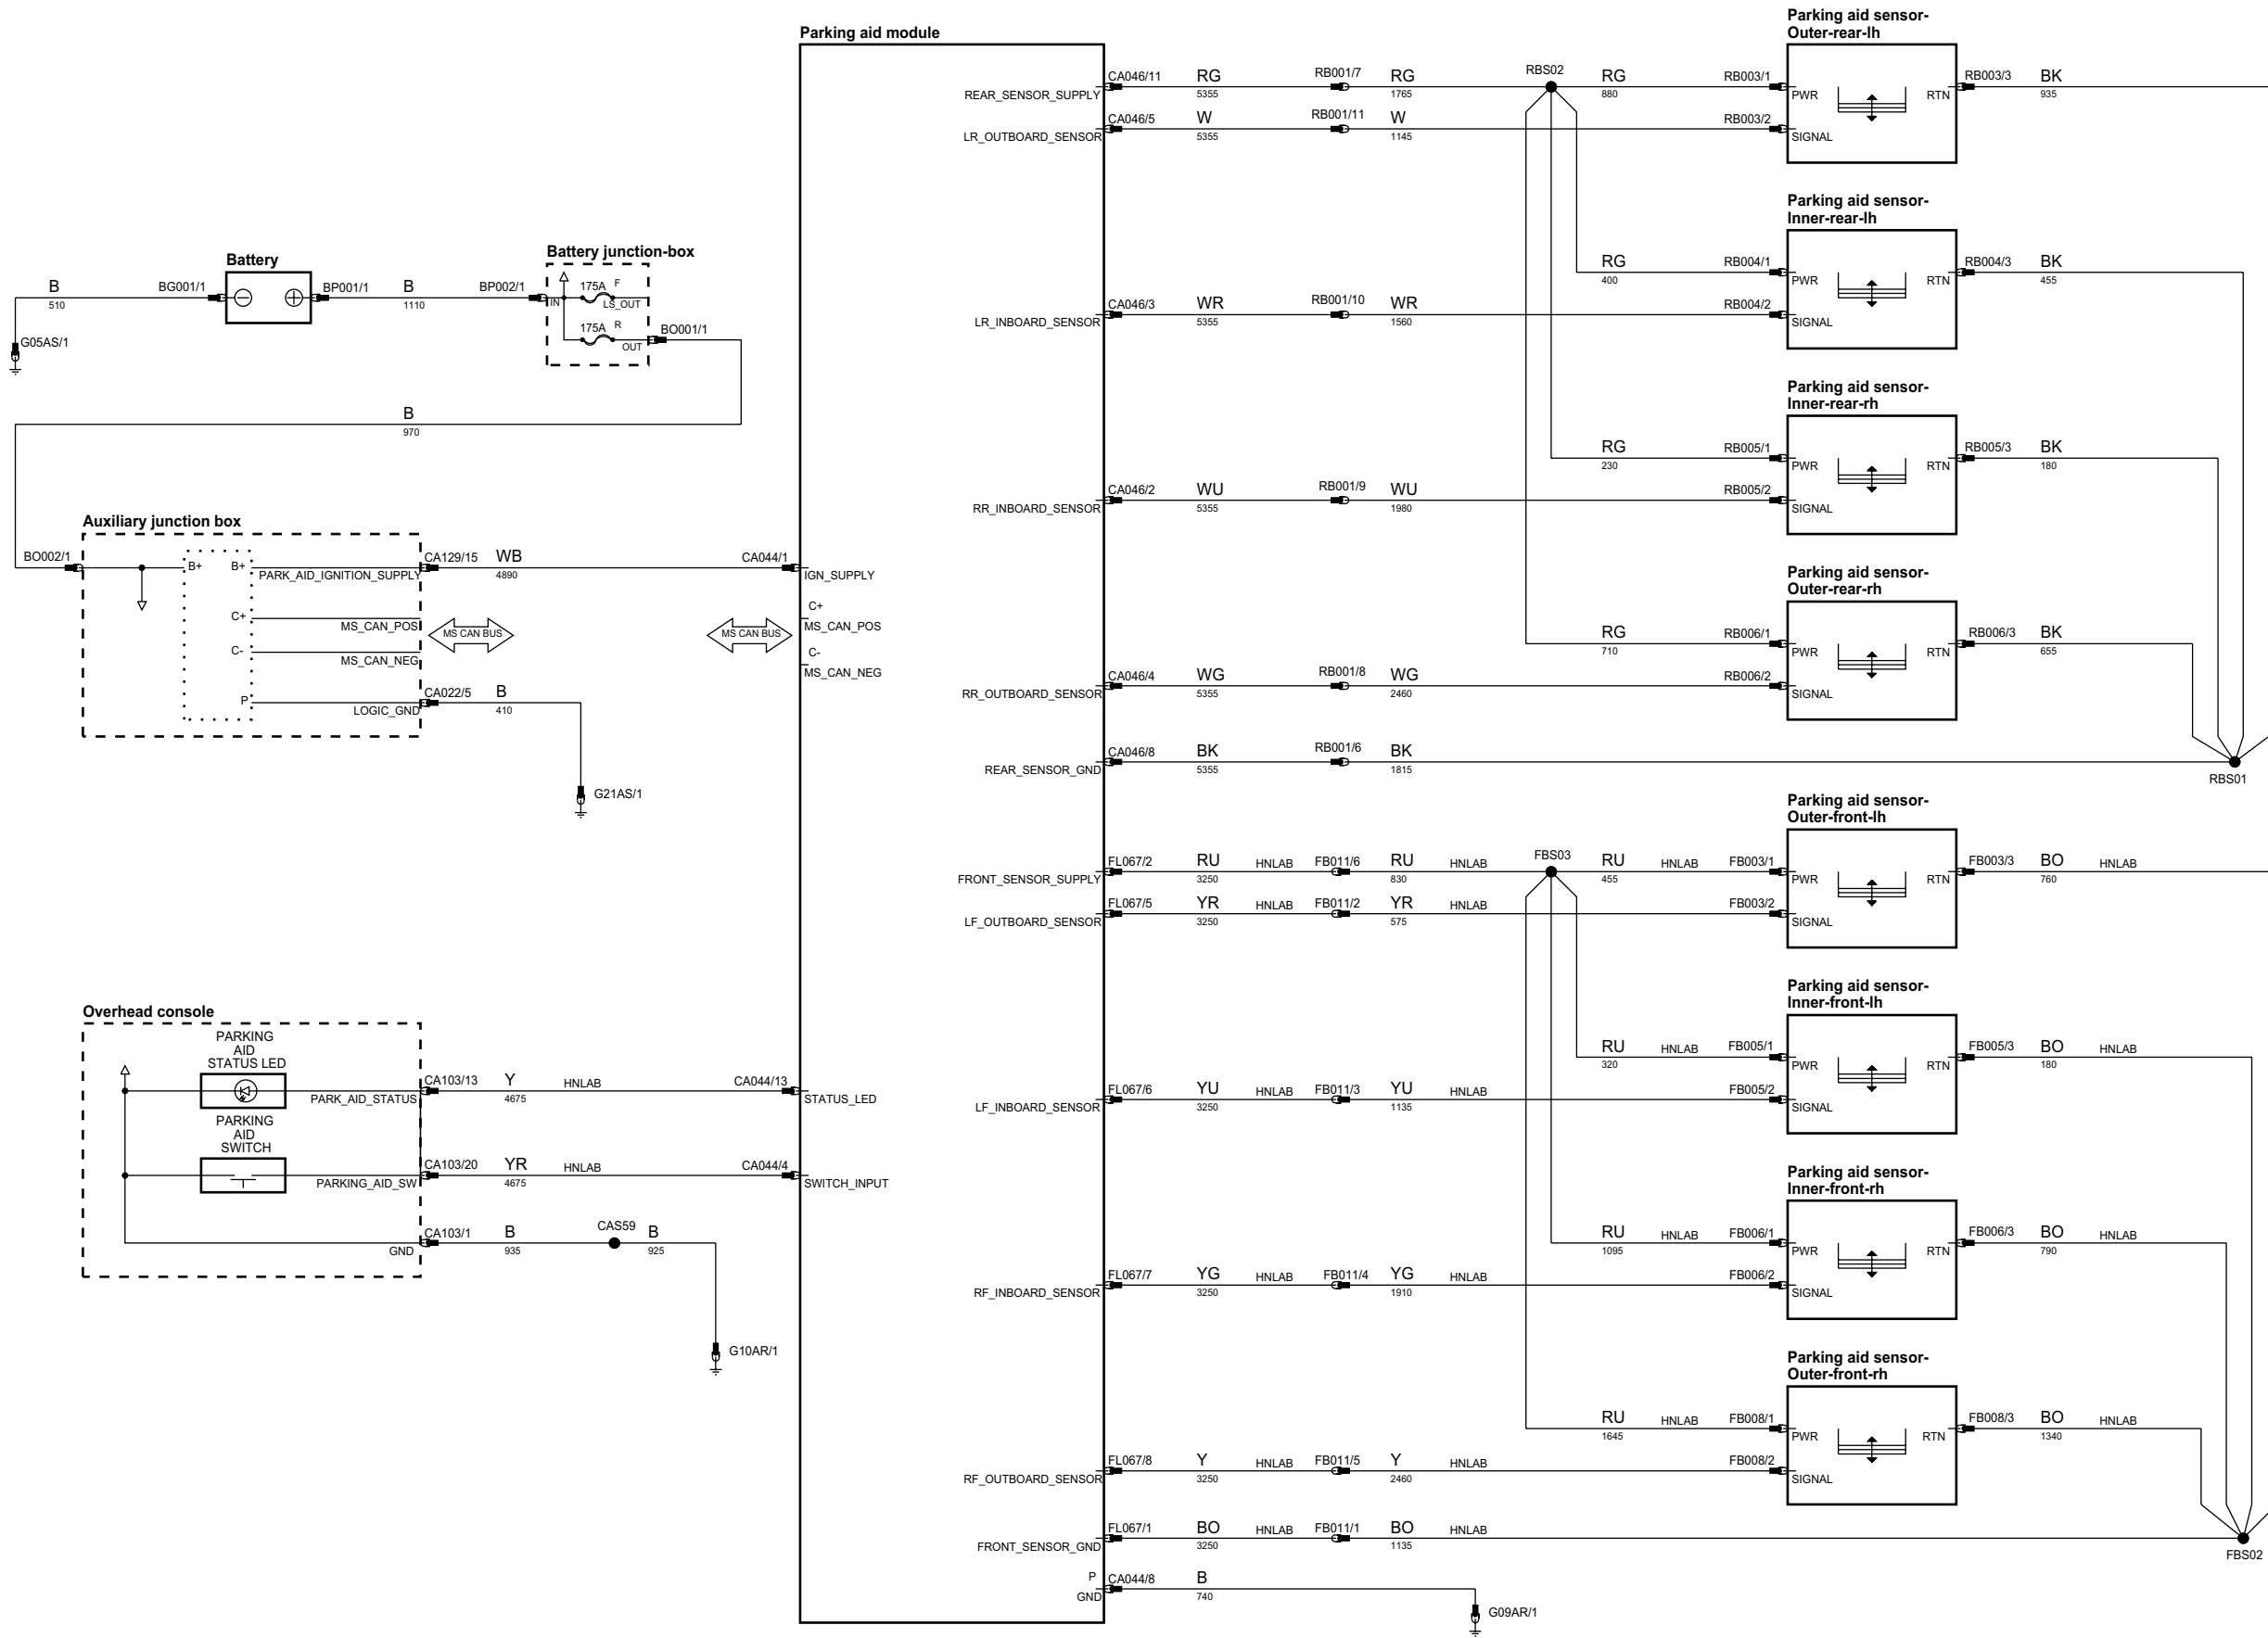 Parking aid module
REAR_SENSOR_SUPPLY
CA046/11 RG 5355 RB001/7 RG 1765 RBS02 RG 880 RB003/1
LR_OUTBOARD_SENSOR
CA046/5 W 5355 RB001/11 W 1145 RB003/2
Parking aid sensor-
Outer-rear-lh
PWR RTN
SIGNAL
RB003/3 BK 935
Parking aid sensor-
Inner-rear-lh
RG 400 RB004/1
PWR RTN
SIGNAL
RB004/3 BK 455
LR_INBOARD_SENSOR
CA046/3 WR 5355 RB001/10 WR 1560 RB004/2
Parking aid sensor-
Inner-rear-rh
RG 230 RB005/1
PWR RTN
SIGNAL
RB005/3 BK 180
RR_INBOARD_SENSOR
CA046/2 WU 5355 RB001/9 WU 1980 RB005/2
Parking aid sensor-
Outer-rear-rh
RG 710 RB006/1
PWR RTN
SIGNAL
RB006/3 BK 655
RR_OUTBOARD_SENSOR
CA046/4 WG 5355 RB001/8 WG 2460 RB006/2
REAR_SENSOR_GND
CA046/8 BK 5355 RB001/6 BK 1815
RBS01
Battery
B 510 BG001/1
BP001/1 B 1110 BP002/1
G05AS/1
Battery junction-box
IN
175A F
LS_OUT
175A R
OUT
BO001/1
B 970
Auxiliary junction box
BO002/1
B+ B+
PARK_AID_IGNITION_SUPPLY
CA129/15 WB 4890 CA044/1
IGN_SUPPLY
C+
MS_CAN_POS
C-
MS_CAN_NEG
MS CAN BUS
MS CAN BUS
C+
MS_CAN_POS
C-
MS_CAN_NEG
P
LOGIC_GND
CA022/5 B 410
G21AS/1
Overhead console
PARKING
AID
STATUS LED
PARK_AID_STATUS
CA103/13 Y 4675 HNLAB CA044/13
STATUS_LED
PARKING
AID
SWITCH
PARKING_AID_SW
CA103/20 YR 4675 HNLAB CA044/4
SWITCH_INPUT
GND
CA103/1 B 935 CAS59 B 925
G10AR/1
FRONT_SENSOR_SUPPLY
FL067/2 RU 3250 HNLAB FB011/6 RU 830 HNLAB FBS03 RU 455 HNLAB FB003/1
LF_OUTBOARD_SENSOR
FL067/5 YR 3250 HNLAB FB011/2 YR 575 HNLAB FB003/2
Parking aid sensor-
Outer-front-lh
PWR RTN
SIGNAL
FB003/3 BO 760 HNLAB
Parking aid sensor-
Inner-front-lh
RU 320 HNLAB FB005/1
PWR RTN
SIGNAL
FB005/3 BO 180 HNLAB
LF_INBOARD_SENSOR
FL067/6 YU 3250 HNLAB FB011/3 YU 1135 HNLAB FB005/2
Parking aid sensor-
Inner-front-rh
RU 1095 HNLAB FB006/1
PWR RTN
SIGNAL
FB006/3 BO 790 HNLAB
RF_INBOARD_SENSOR
FL067/7 YG 3250 HNLAB FB011/4 YG 1910 HNLAB FB006/2
Parking aid sensor-
Outer-front-rh
RU 1645 HNLAB FB008/1
PWR RTN
SIGNAL
FB008/3 BO 1340 HNLAB
RF_OUTBOARD_SENSOR
FL067/8 Y 3250 HNLAB FB011/5 Y 2460 HNLAB FB008/2
FRONT_SENSOR_GND
FL067/1 BO 3250 HNLAB FB011/1 BO 1135 HNLAB
FBS02
P
GND
CA044/8 B 740
G09AR/1